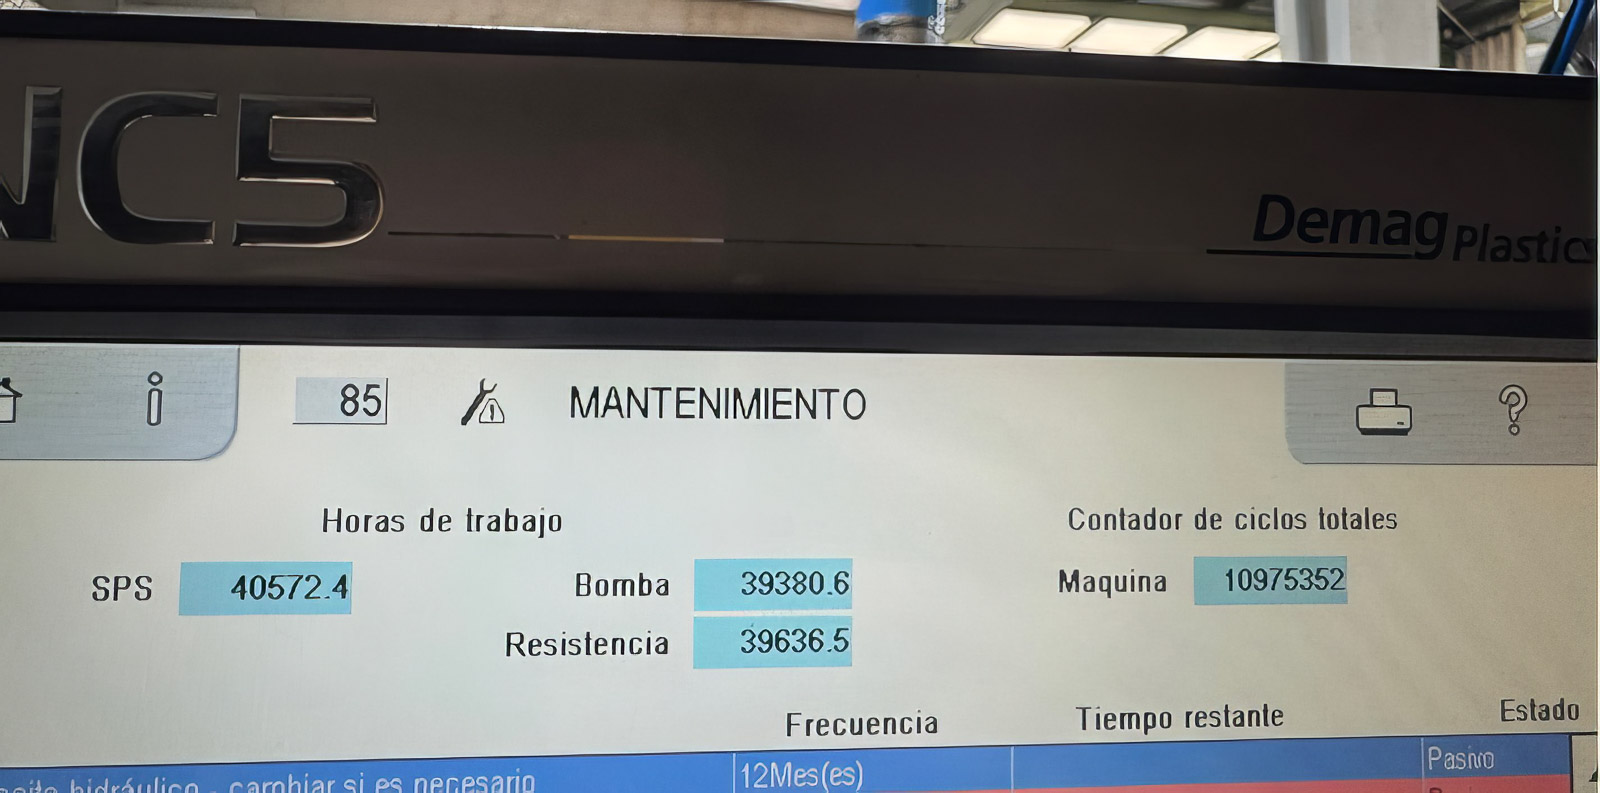 NC5
Demag Plastics
85 MANTENIMIENTO
Horas de trabajo
Contador de ciclos totales
SPS 40572.4
Bomba 39380.6
Maquina 10975352
Resistencia 39636.5
Frecuencia Tiempo restante Estado
hidráulico - cambiar si es necesario 12Mes(es) Pasivo